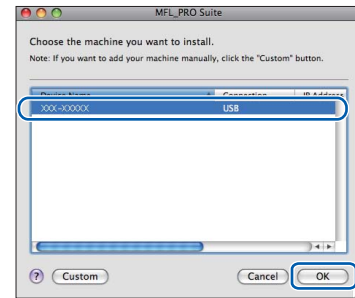 MFL_PRO Suite
Choose the machine you want to install.
Note: If you want to add your machine manually, click the "Custom" button.
Device Name Connection IP Address
XXX-XXXXX USB
? Custom Cancel OK